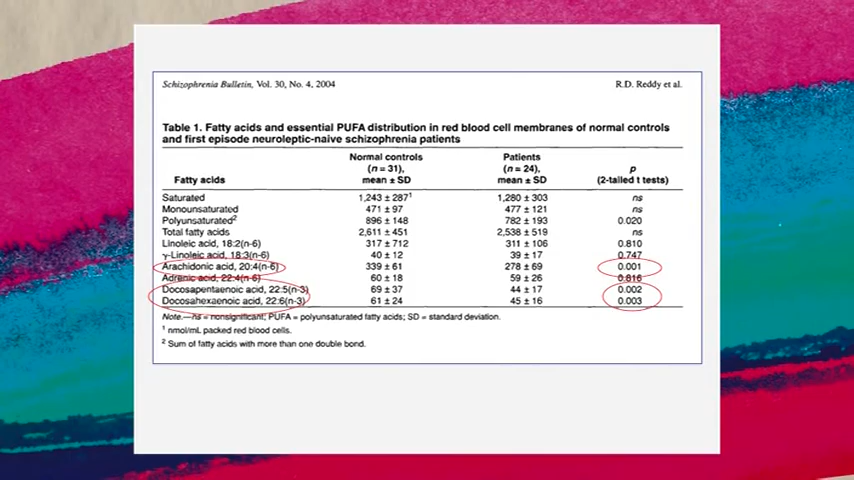 Schizophrenia Bulletin, Vol. 30, No. 4, 2004 R.D. Reddy et al.
Table 1. Fatty acids and essential PUFA distribution in red blood cell membranes of normal controls
and first episode neuroleptic-naive schizophrenia patients
Normal controls Patients
(n = 31), (n = 24), p
Fatty acids mean ± SD mean ± SD (2-tailed t tests)
Saturated 1,243 ± 287¹ 1,280 ± 303 ns
Monounsaturated 471 ± 97 477 ± 121 ns
Polyunsaturated² 896 ± 148 782 ± 193 0.020
Total fatty acids 2,611 ± 451 2,538 ± 519 ns
Linoleic acid, 18:2(n-6) 317 ± 712 311 ± 106 0.810
γ-Linoleic acid, 18:3(n-6) 40 ± 12 39 ± 17 0.747
Arachidonic acid, 20:4(n-6) 339 ± 61 278 ± 69 0.001
Adrenic acid, 22:4(n-6) 60 ± 18 59 ± 26 0.816
Docosapentaenoic acid, 22:5(n-3) 69 ± 37 44 ± 17 0.002
Docosahexaenoic acid, 22:6(n-3) 61 ± 24 45 ± 16 0.003
Note.—ns = nonsignificant; PUFA = polyunsaturated fatty acids; SD = standard deviation.
¹ nmol/mL packed red blood cells.
² Sum of fatty acids with more than one double bond.